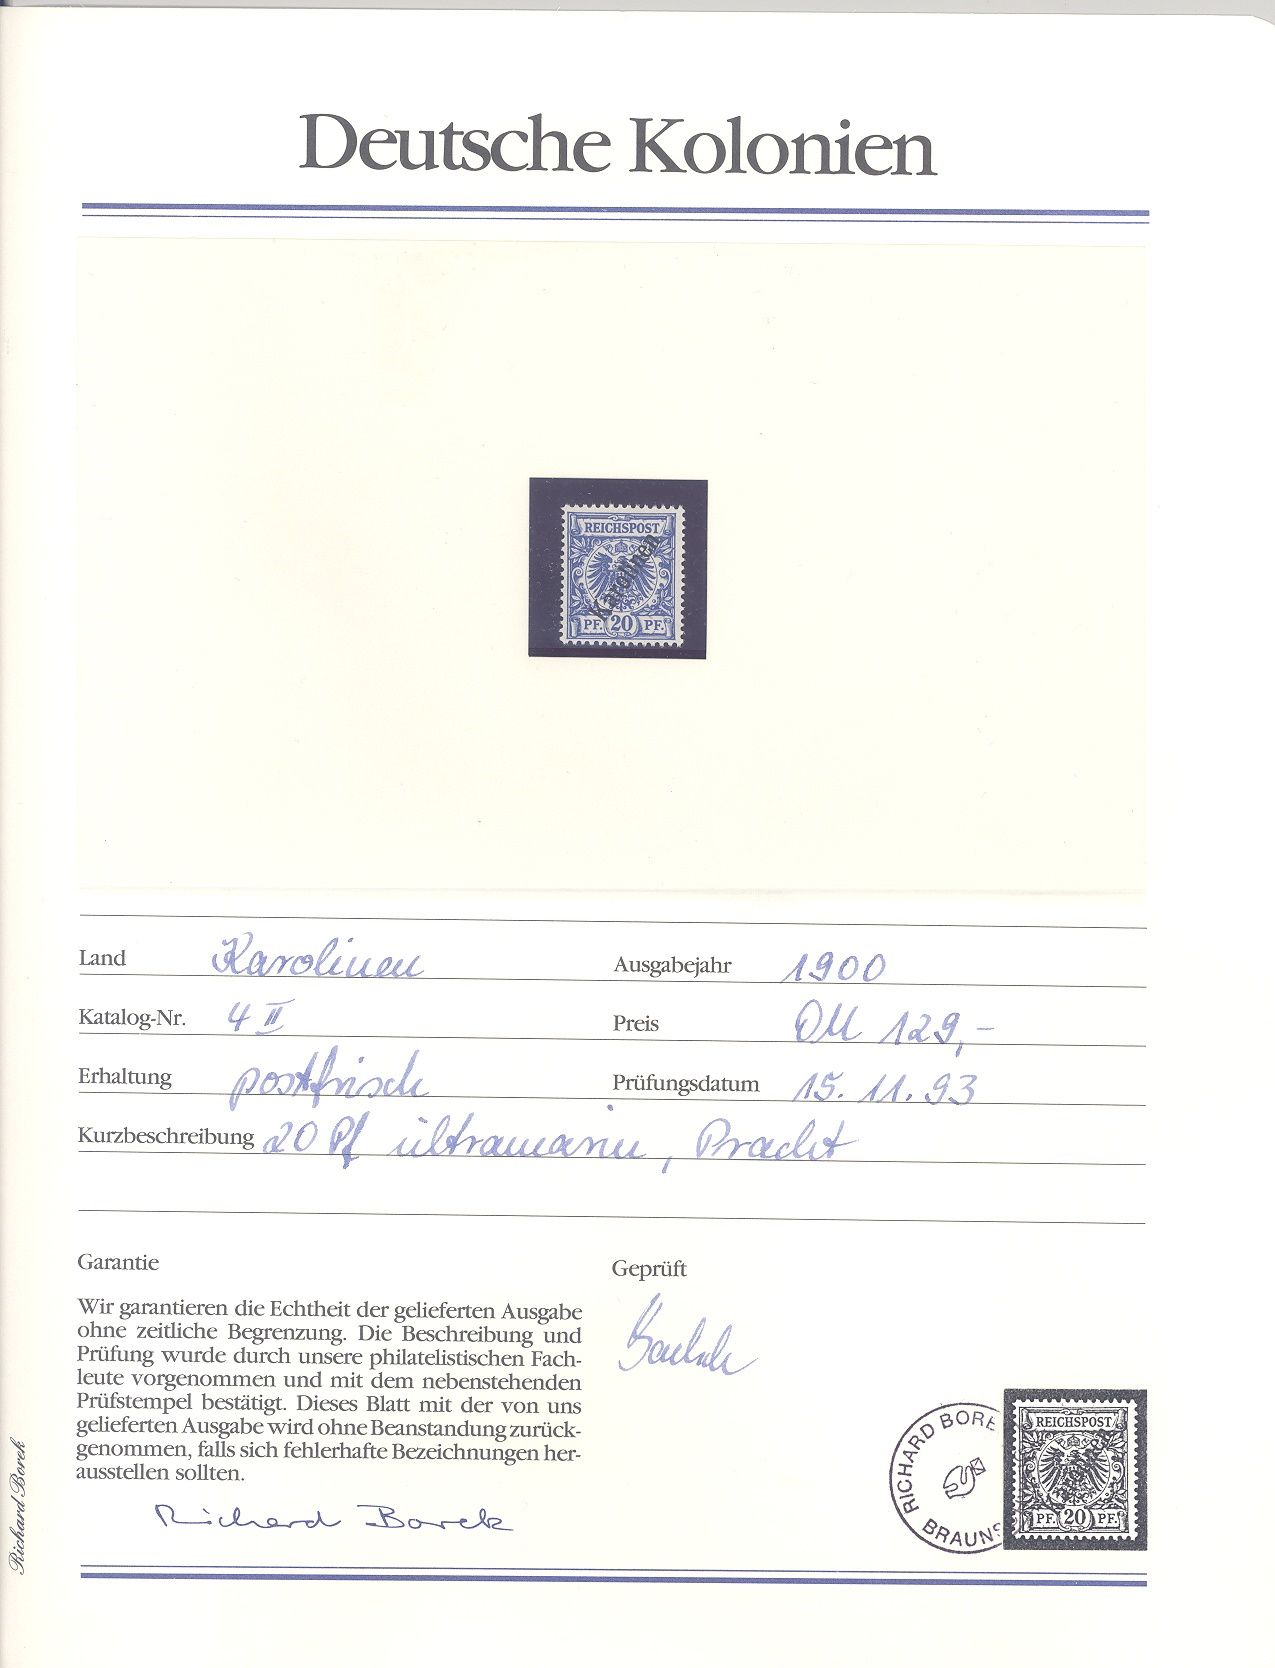 Deutsche Kolonien
REICHSPOST
Karolinen
PF. 20 PF.
Land Karolinen Ausgabejahr 1900
Katalog-Nr. 4 II Preis DM 129,-
Erhaltung postfrisch Prüfungsdatum 15. 11. 93
Kurzbeschreibung 20 Pf ültramarin, Pracht
Garantie
Wir garantieren die Echtheit der gelieferten Ausgabe
ohne zeitliche Begrenzung. Die Beschreibung und
Prüfung wurde durch unsere philatelistischen Fach-
leute vorgenommen und mit dem nebenstehenden
Prüfstempel bestätigt. Dieses Blatt mit der von uns
gelieferten Ausgabe wird ohne Beanstandung zurück-
genommen, falls sich fehlerhafte Bezeichnungen her-
ausstellen sollten.
Richard Borek
Geprüft
RICHARD BORE
BRAUNS
REICHSPOST
Karolinen
PF. 20 PF.
Richard Borek